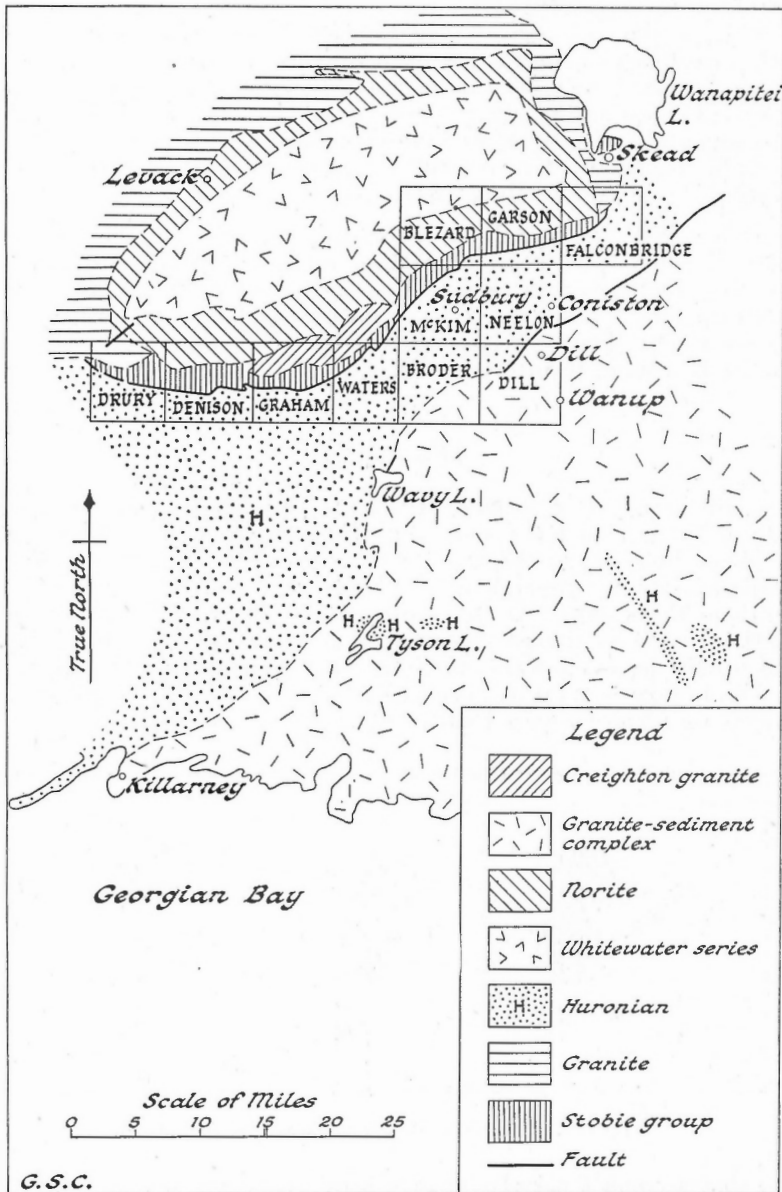 Wanapitei
L.
Skead
Levack
BLEZARD
GARSON
FALCONBRIDGE
Sudbury
Coniston
McKIM
NEELON
Dill
DRURY
DENISON
GRAHAM
WATERS
BRODER
DILL
Wanup
Wavy L.
H
True North
H
H
H
H
H
Tyson L.
Killarney
Georgian Bay
Legend
Creighton granite
Granite-sediment
complex
Norite
Whitewater series
H
Huronian
Granite
Stobie group
Fault
Scale of Miles
0 5 10 15 20 25
G.S.C.